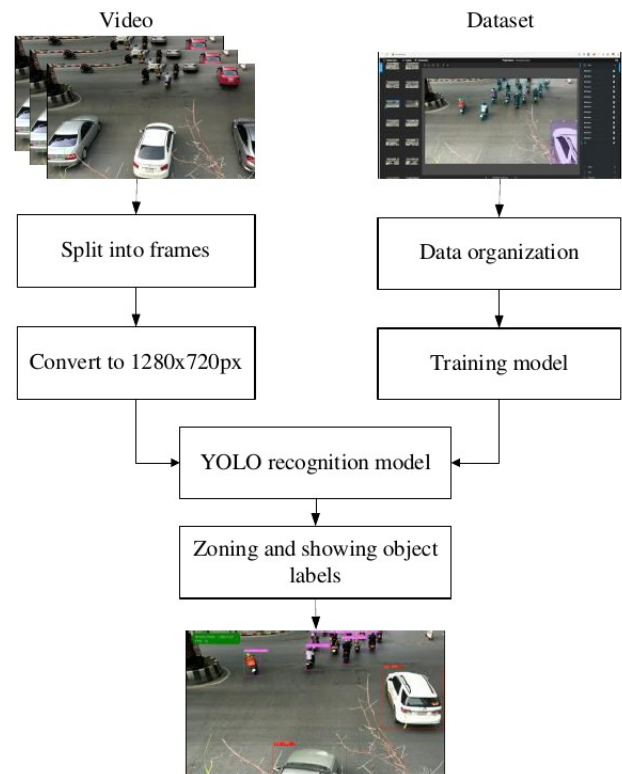 Video
Dataset
Split into frames
Data organization
Convert to 1280x720px
Training model
YOLO recognition model
Zoning and showing object
labels